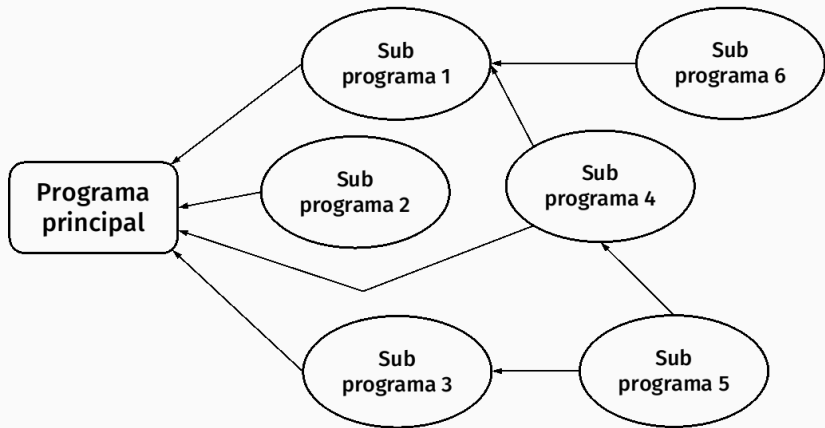 Sub
programa 1
Sub
programa 6
Sub
programa 2
Sub
programa 4
Programa
principal
Sub
programa 3
Sub
programa 5